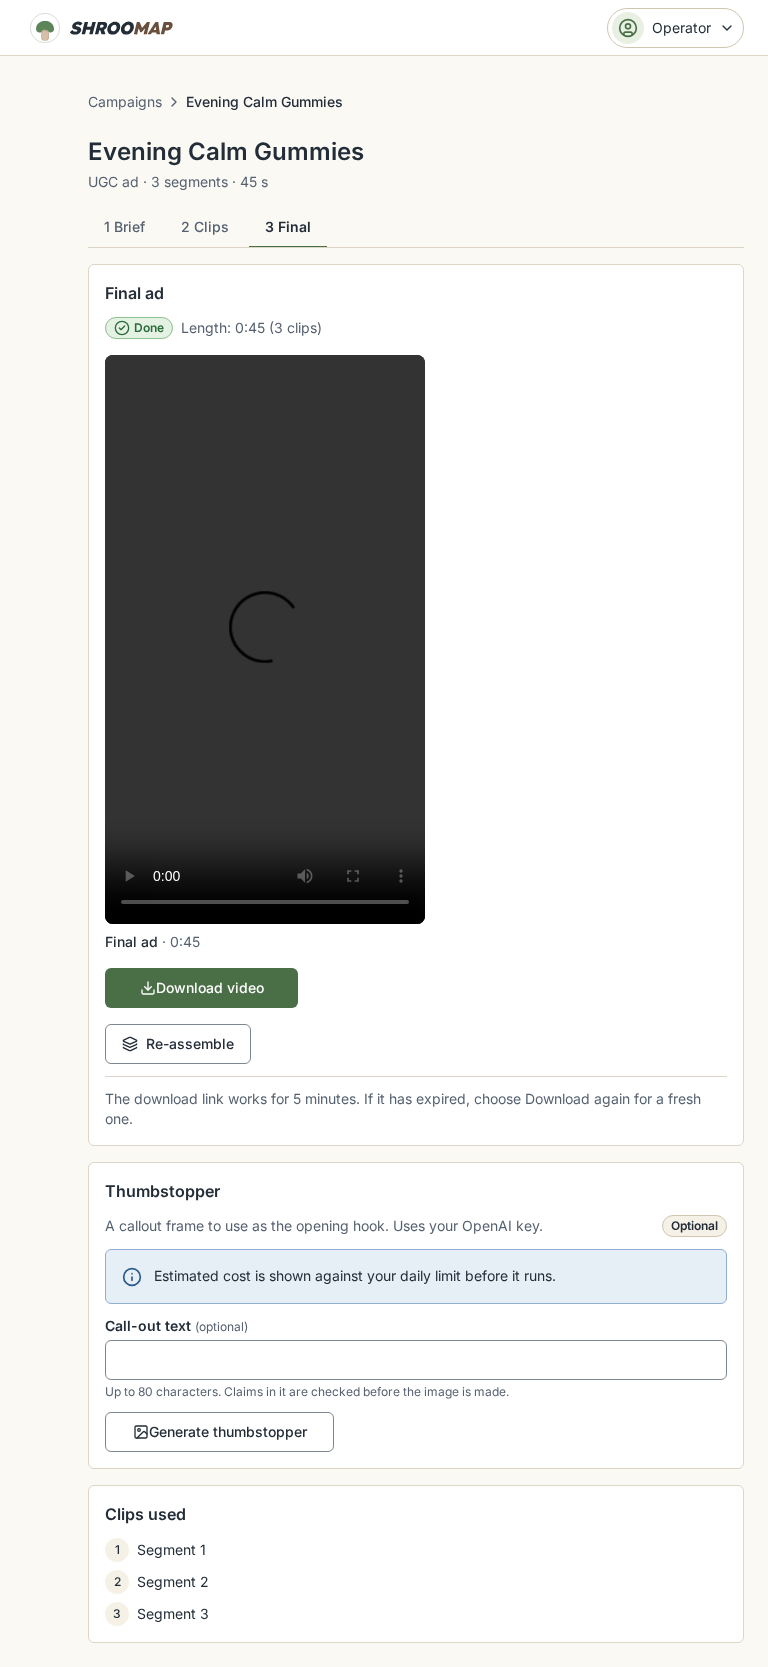 SHROOMAP
Operator
Campaigns > Evening Calm Gummies
Evening Calm Gummies
UGC ad · 3 segments · 45 s
1 Brief
2 Clips
3 Final
Final ad
Done
Length: 0:45 (3 clips)
0:00
Final ad · 0:45
Download video
Re-assemble
The download link works for 5 minutes. If it has expired, choose Download again for a fresh
one.
Thumbstopper
A callout frame to use as the opening hook. Uses your OpenAI key.
Optional
Estimated cost is shown against your daily limit before it runs.
Call-out text (optional)
Up to 80 characters. Claims in it are checked before the image is made.
Generate thumbstopper
Clips used
1 Segment 1
2 Segment 2
3 Segment 3